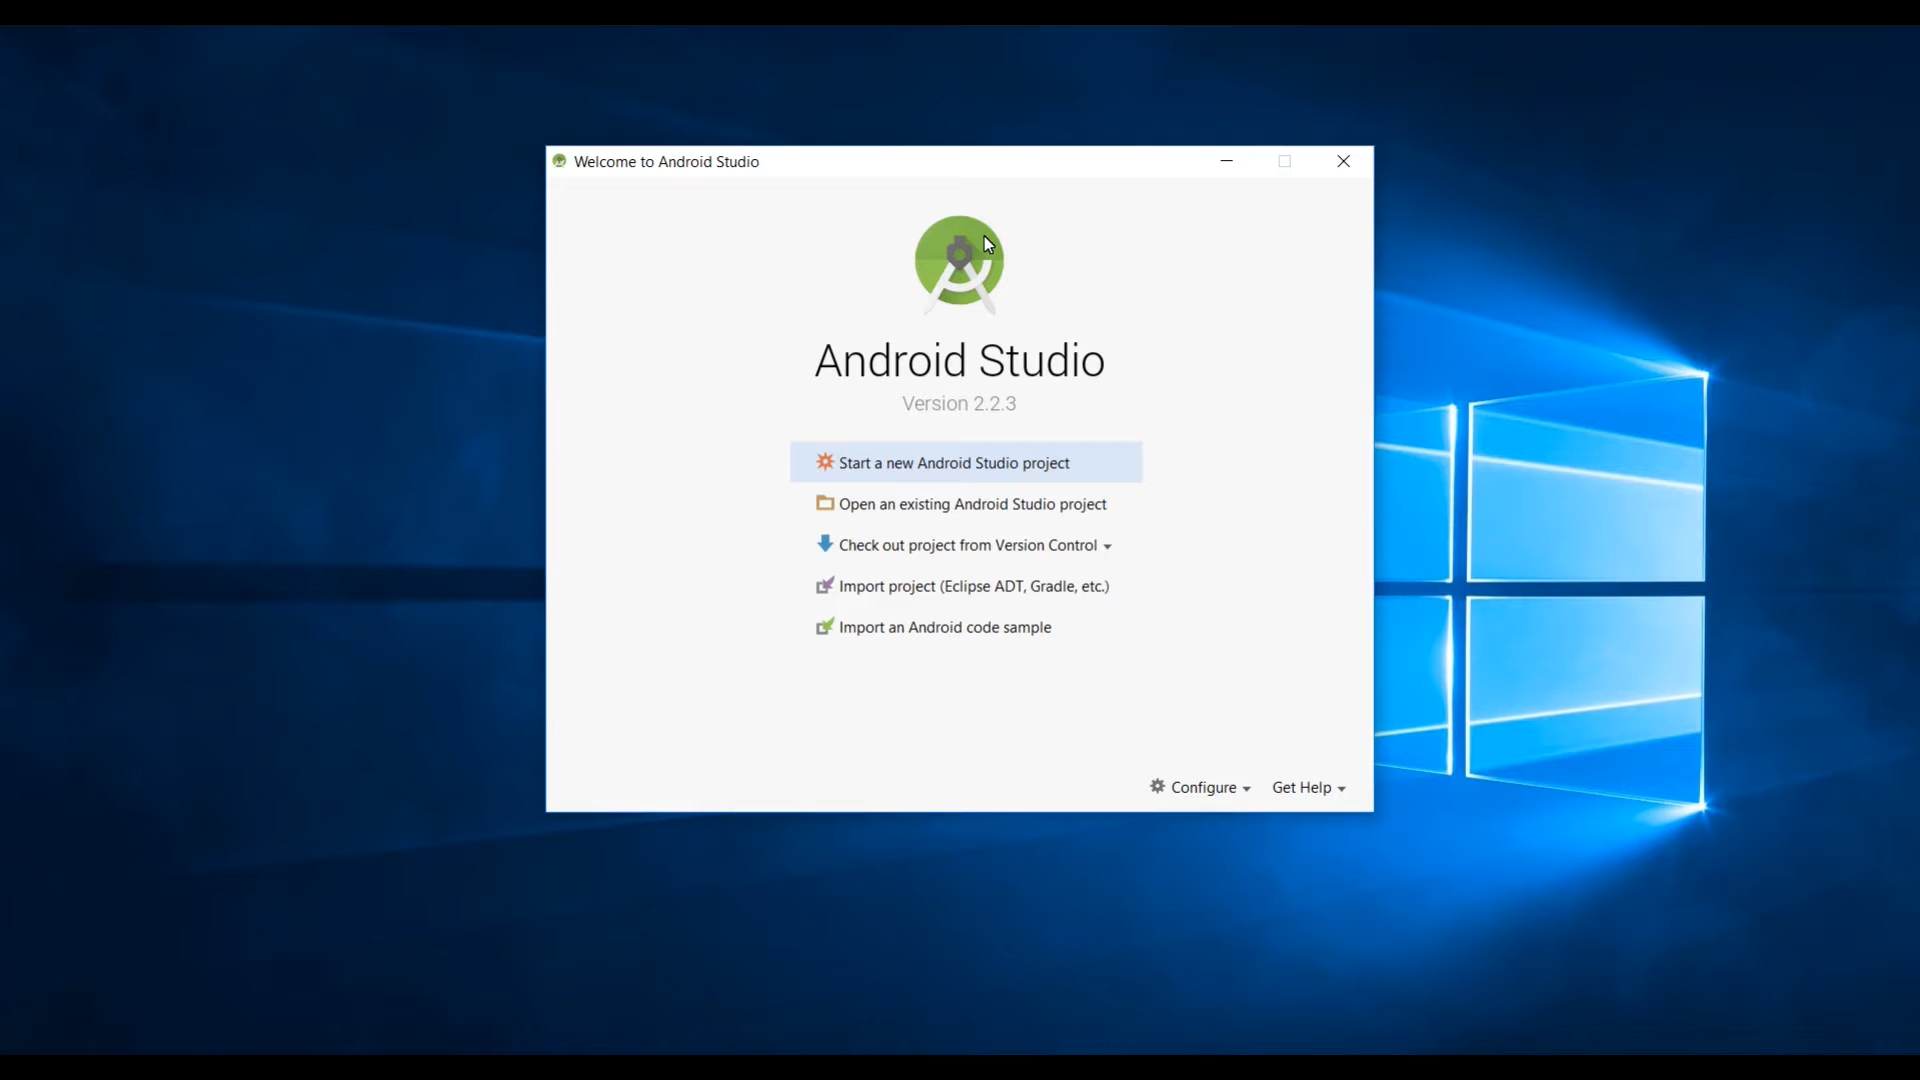 Welcome to Android Studio
Android Studio
Version 2.2.3
Start a new Android Studio project
Open an existing Android Studio project
Check out project from Version Control
Import project (Eclipse ADT, Gradle, etc.)
Import an Android code sample
Configure Get Help